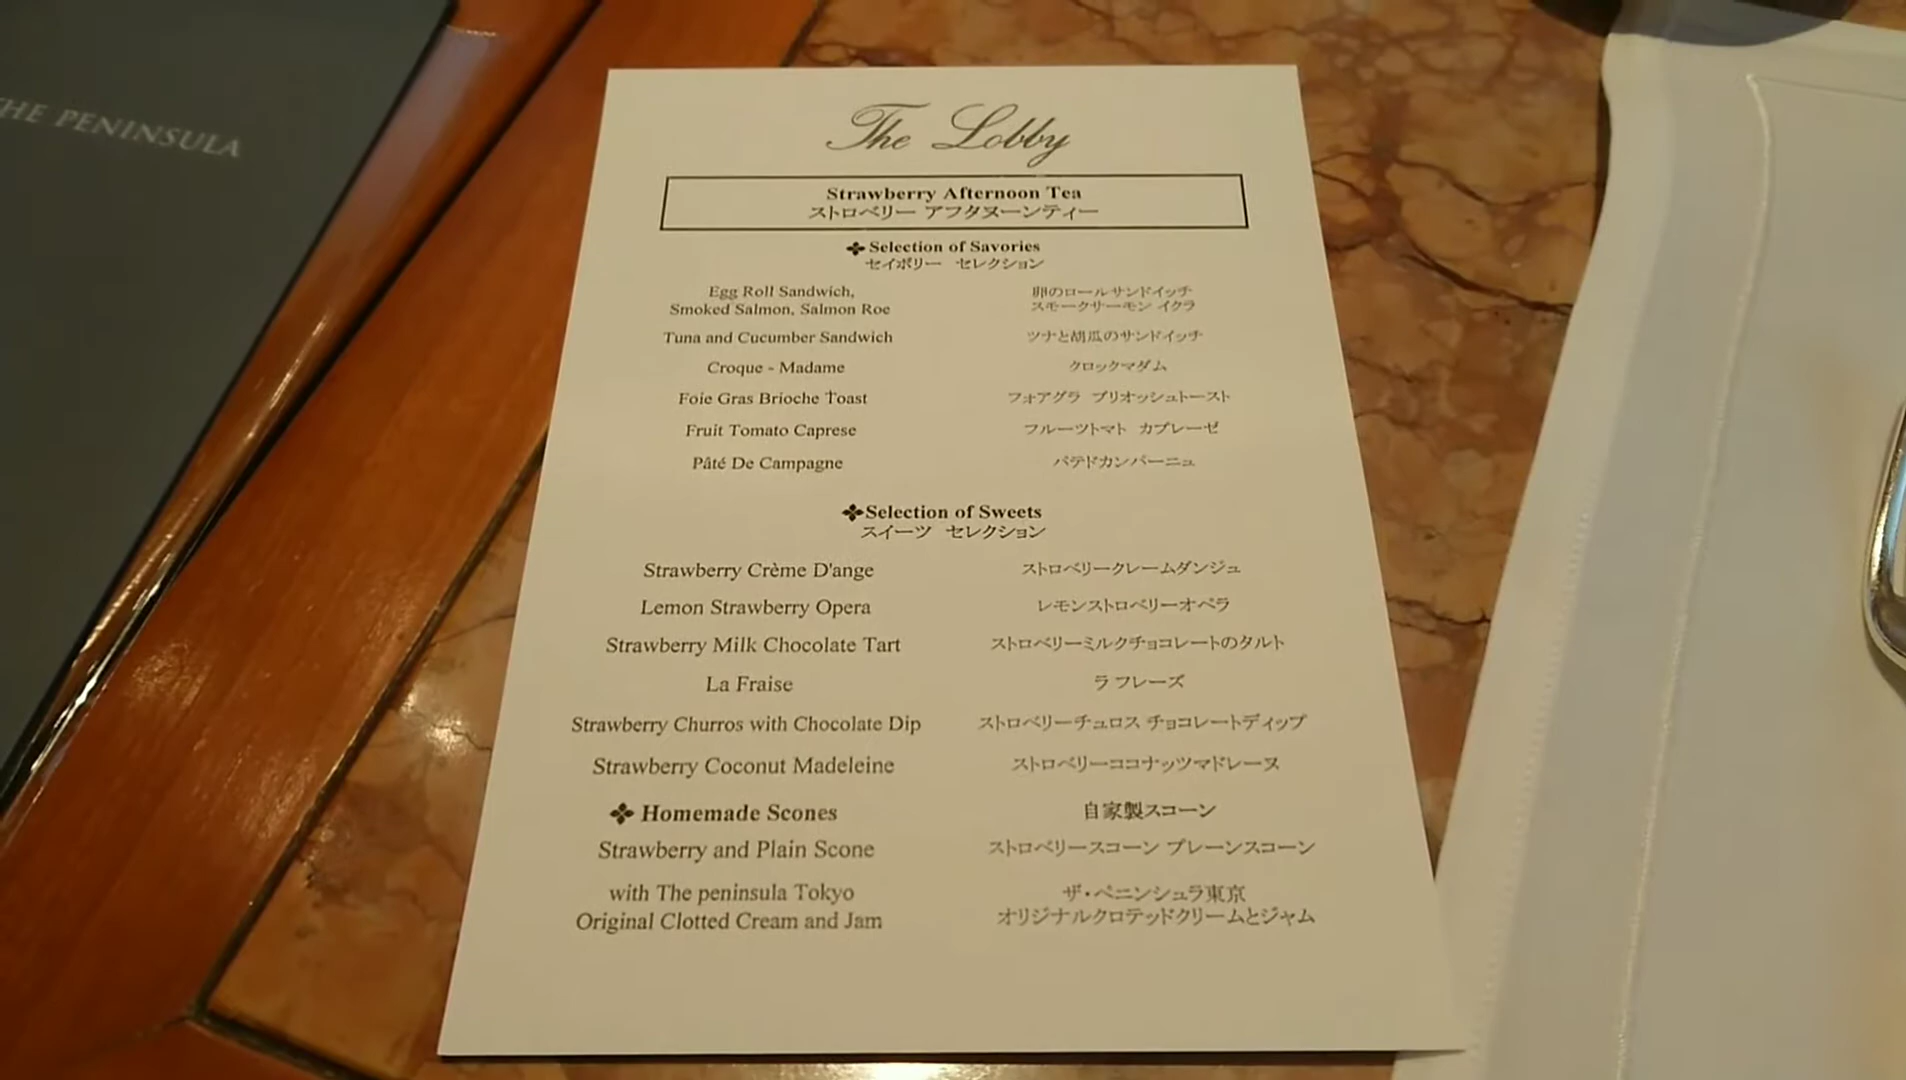 THE PENINSULA
The Lobby
Strawberry Afternoon Tea
ストロベリー アフタヌーンティー
Selection of Savories
セイボリー セレクション
Egg Roll Sandwich,
Smoked Salmon, Salmon Roe
卵のロールサンドイッチ
スモークサーモン イクラ
Tuna and Cucumber Sandwich
ツナと胡瓜のサンドイッチ
Croque - Madame
クロックマダム
Foie Gras Brioche Toast
フォアグラ ブリオッシュトースト
Fruit Tomato Caprese
フルーツトマト カプレーゼ
Pâté De Campagne
パテドカンパーニュ
Selection of Sweets
スイーツ セレクション
Strawberry Crème D'ange
ストロベリークレームダンジュ
Lemon Strawberry Opera
レモンストロベリーオペラ
Strawberry Milk Chocolate Tart
ストロベリーミルクチョコレートのタルト
La Fraise
ラ フレーズ
Strawberry Churros with Chocolate Dip
ストロベリーチュロス チョコレートディップ
Strawberry Coconut Madeleine
ストロベリーココナッツマドレーヌ
Homemade Scones
自家製スコーン
Strawberry and Plain Scone
ストロベリースコーン プレーンスコーン
with The peninsula Tokyo
Original Clotted Cream and Jam
ザ・ペニンシュラ東京
オリジナルクロテッドクリームとジャム